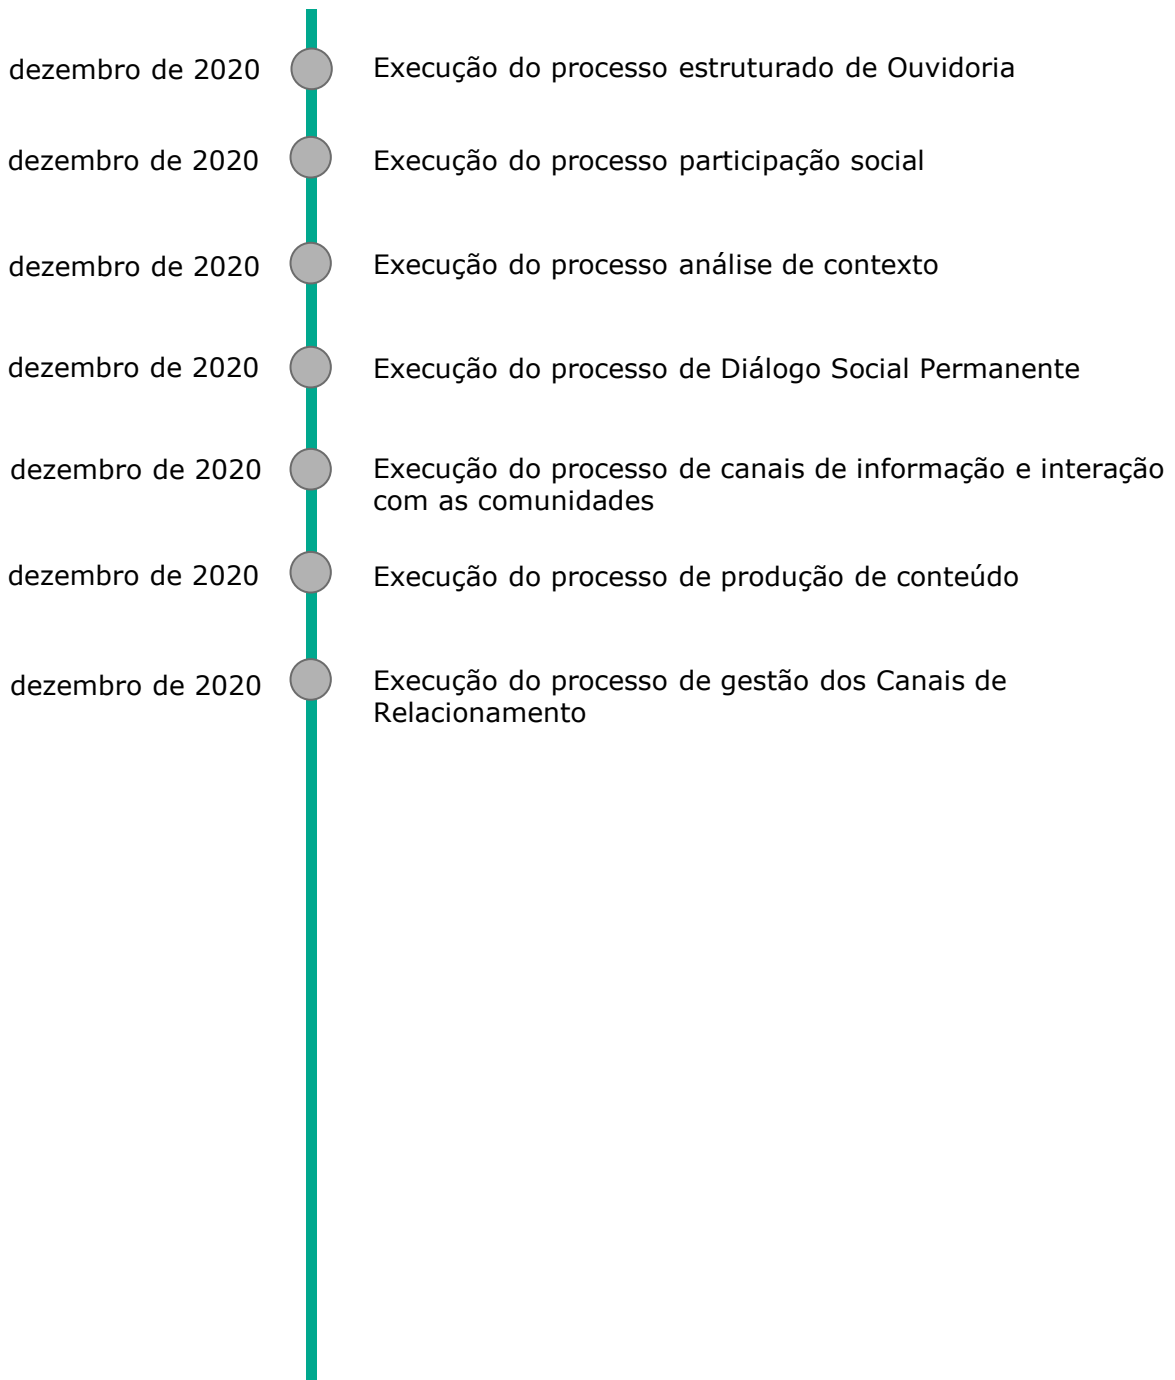 dezembro de 2020
Execução do processo estruturado de Ouvidoria
dezembro de 2020
Execução do processo participação social
dezembro de 2020
Execução do processo análise de contexto
dezembro de 2020
Execução do processo de Diálogo Social Permanente
dezembro de 2020
Execução do processo de canais de informação e interação
com as comunidades
dezembro de 2020
Execução do processo de produção de conteúdo
dezembro de 2020
Execução do processo de gestão dos Canais de
Relacionamento